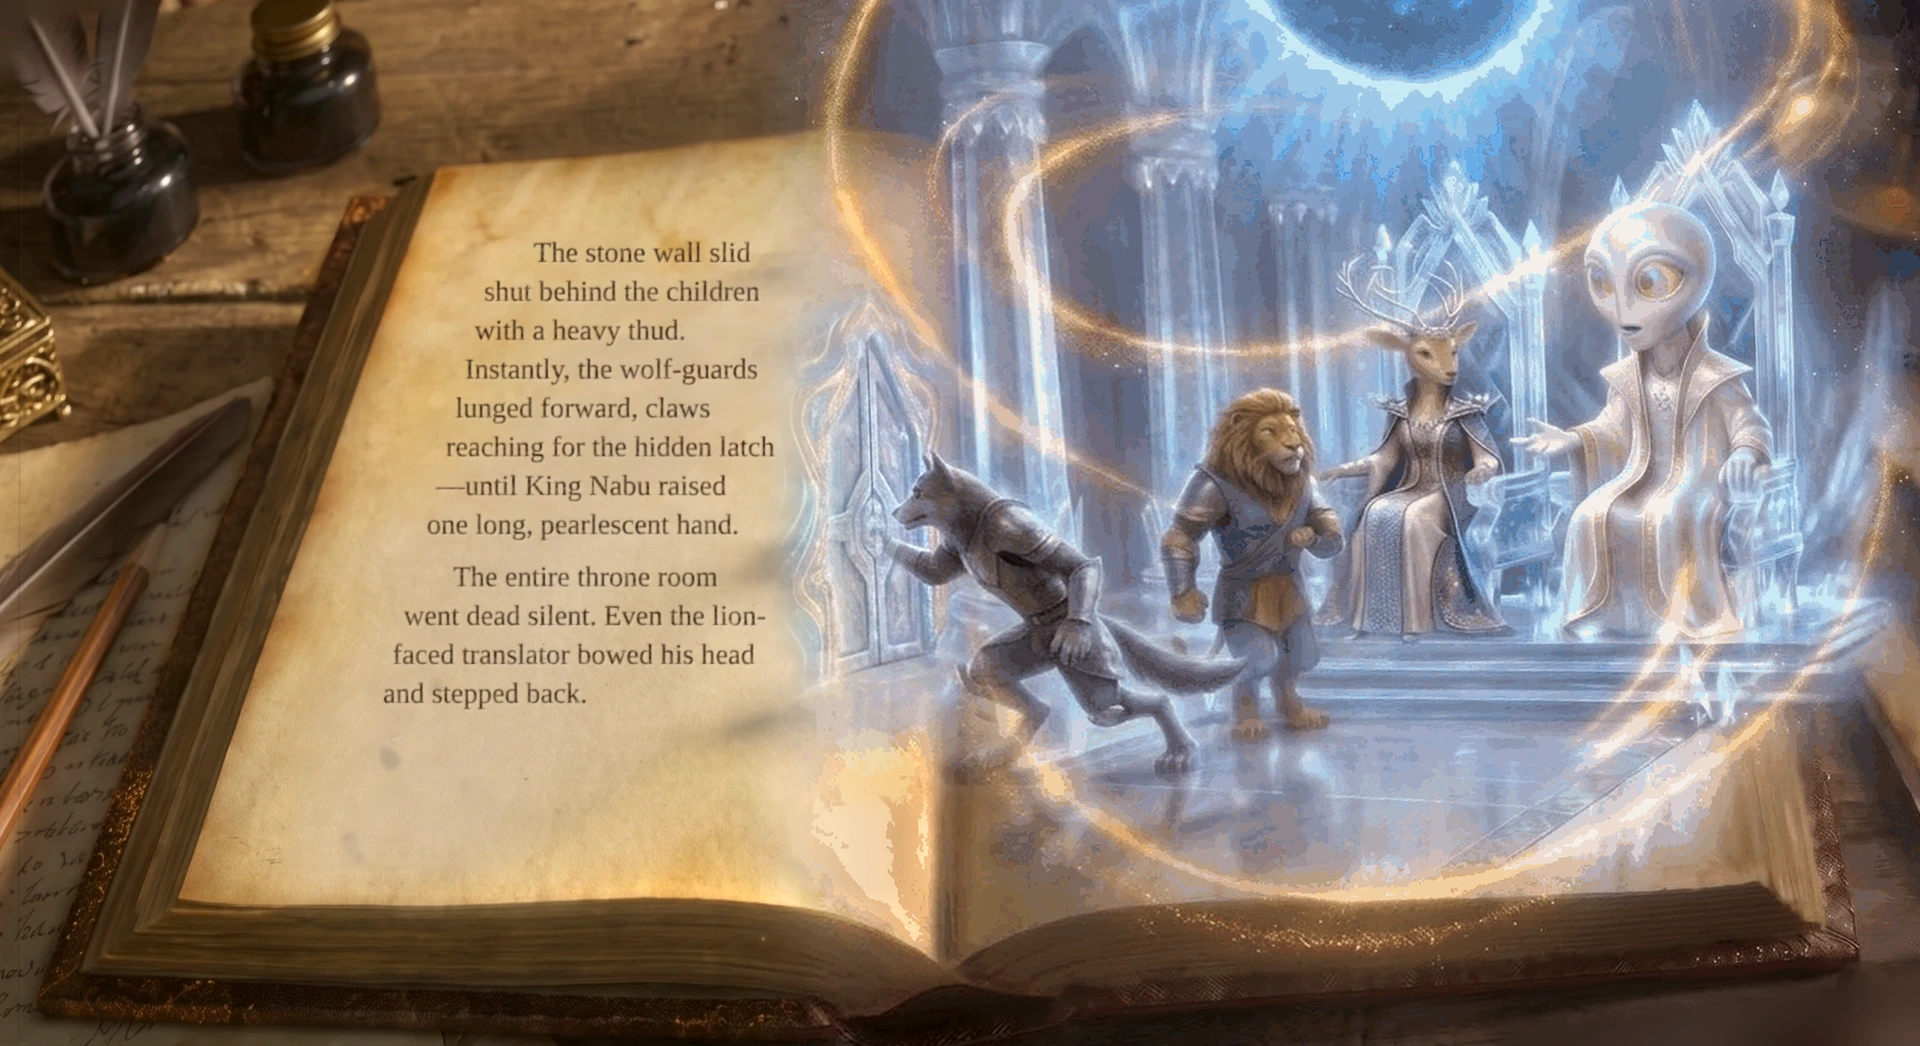 The stone wall slid
shut behind the children
with a heavy thud.
Instantly, the wolf-guards
lunged forward, claws
reaching for the hidden latch
—until King Nabu raised
one long, pearlescent hand.
The entire throne room
went dead silent. Even the lion-
faced translator bowed his head
and stepped back.